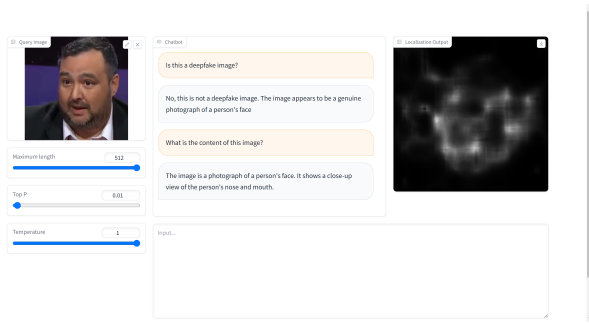 Query Image
Chatbot
Localization Output
Is this a deepfake image?
No, this is not a deepfake image. The image appears to be a genuine
photograph of a person's face
What is the content of this image?
The image is a photograph of a person's face. It shows a close-up
view of the person's nose and mouth.
Maximum length
512
Top P
0.01
Temperature
1
Input...